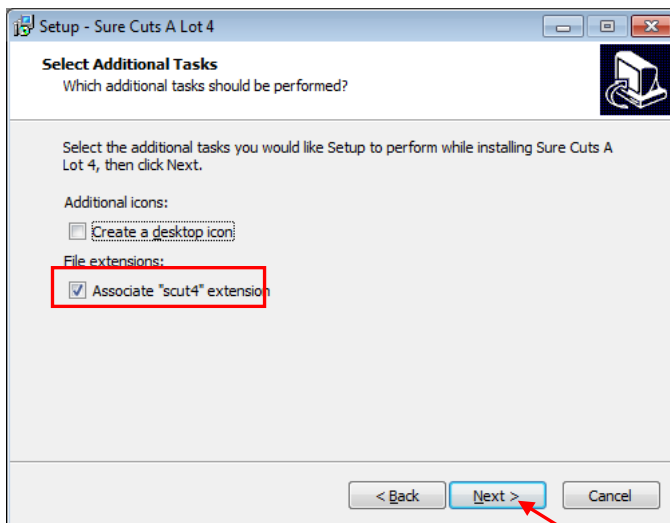 Setup - Sure Cuts A Lot 4
Select Additional Tasks
Which additional tasks should be performed?
Select the additional tasks you would like Setup to perform while installing Sure Cuts A
Lot 4, then click Next.
Additional icons:
Create a desktop icon
File extensions:
Associate "scut4" extension
< Back Next > Cancel